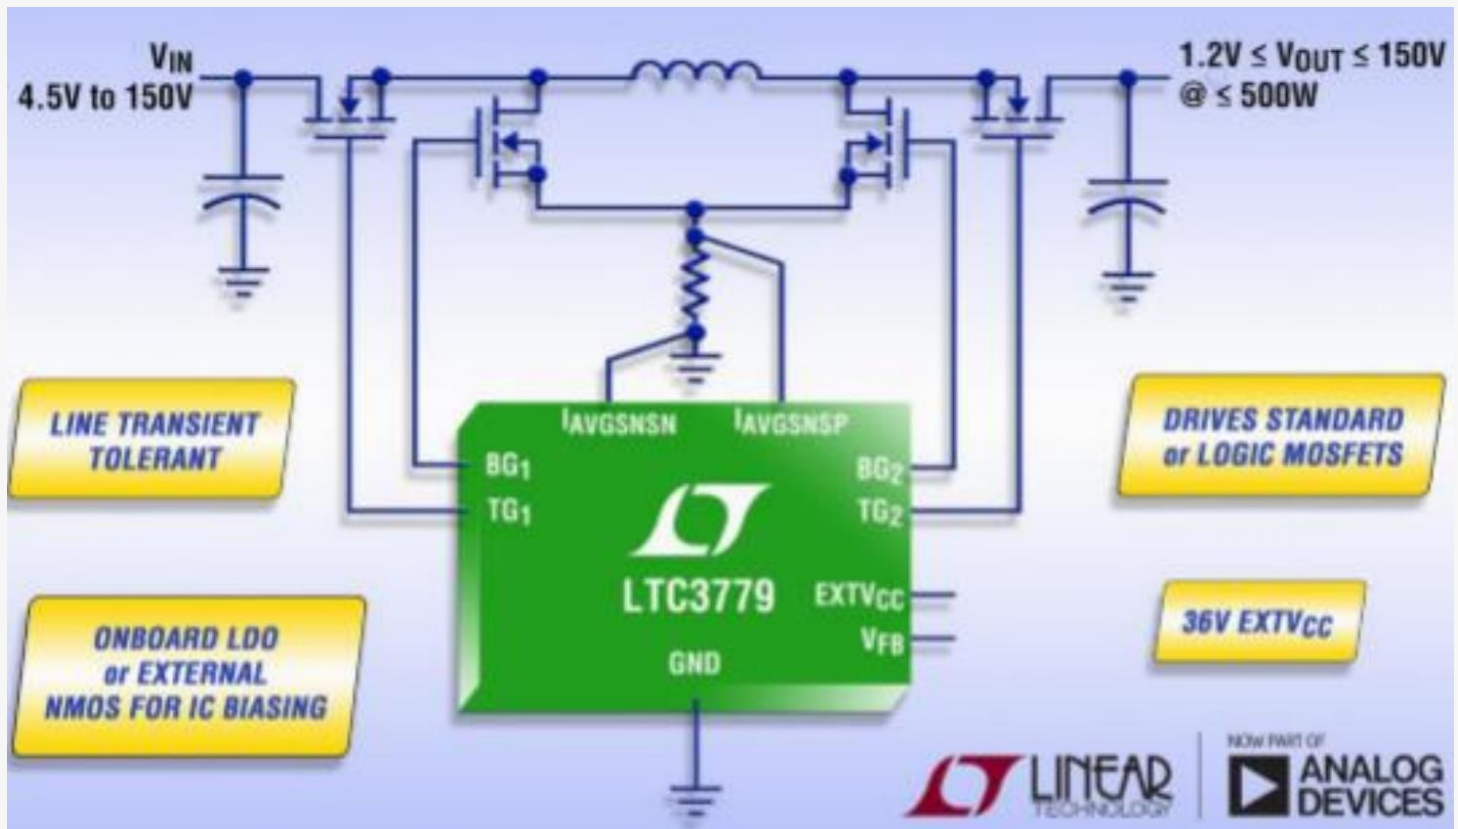 VIN
4.5V to 150V
1.2V ≤ VOUT ≤ 150V
@ ≤ 500W
LINE TRANSIENT
TOLERANT
DRIVES STANDARD
or LOGIC MOSFETS
IAVGSNSN
IAVGSNSP
BG1
BG2
TG1
TG2
LTC3779
EXTVCC
VFB
GND
ONBOARD LDO
or EXTERNAL
NMOS FOR IC BIASING
36V EXTVCC
LINEAR
TECHNOLOGY
NOW PART OF
ANALOG
DEVICES